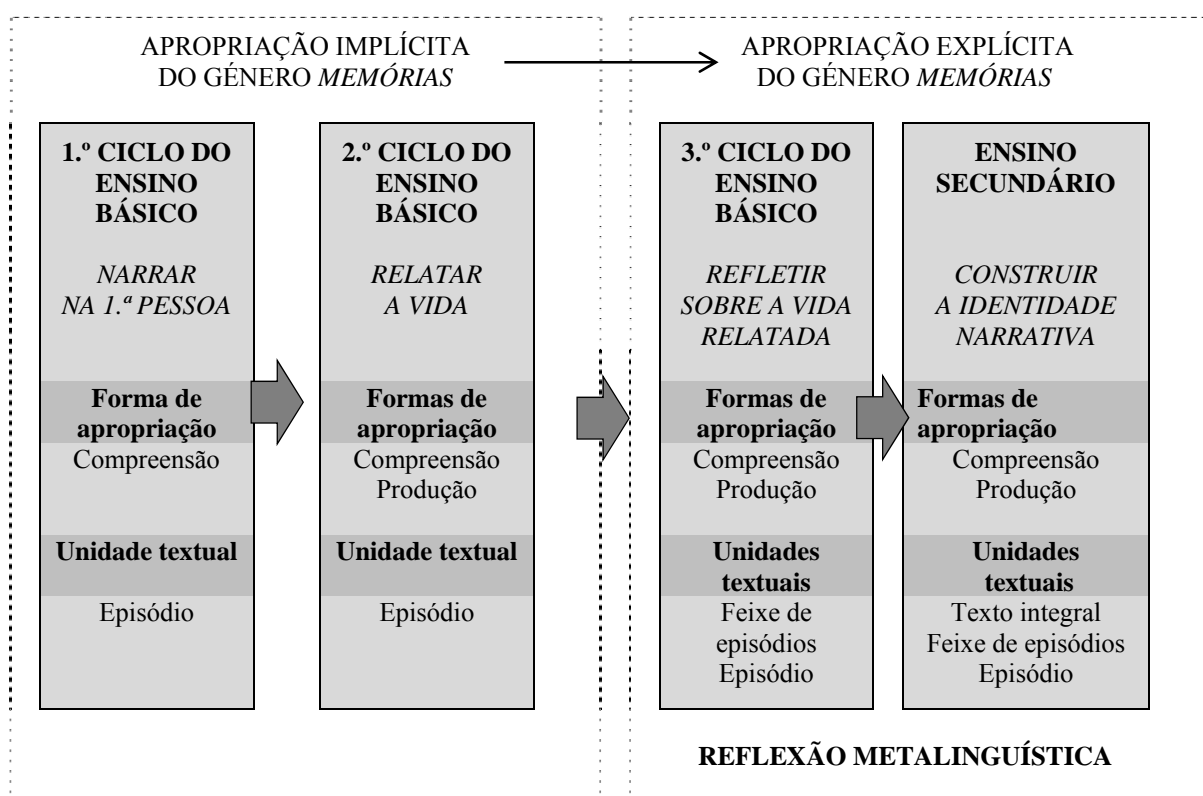 APROPRIAÇÃO IMPLÍCITA
DO GÉNERO MEMÓRIAS
APROPRIAÇÃO EXPLÍCITA
DO GÉNERO MEMÓRIAS
1.º CICLO DO
ENSINO
BÁSICO
NARRAR
NA 1.ª PESSOA
Forma de
apropriação
Compreensão
Unidade textual
Episódio
2.º CICLO DO
ENSINO
BÁSICO
RELATAR
A VIDA
Formas de
apropriação
Compreensão
Produção
Unidade textual
Episódio
3.º CICLO DO
ENSINO
BÁSICO
REFLETIR
SOBRE A VIDA
RELATADA
Formas de
apropriação
Compreensão
Produção
Unidades
textuais
Feixe de
episódios
Episódio
ENSINO
SECUNDÁRIO
CONSTRUIR
A IDENTIDADE
NARRATIVA
Formas de
apropriação
Compreensão
Produção
Unidades
textuais
Texto integral
Feixe de episódios
Episódio
REFLEXÃO METALINGUÍSTICA